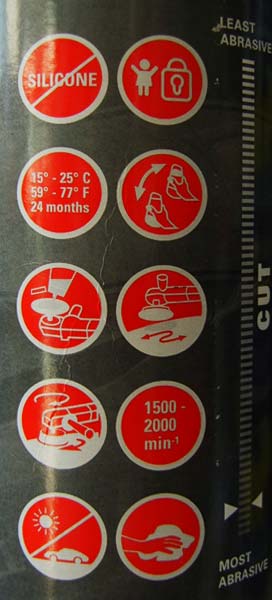 LEAST
ABRASIVE
SILICONE
15° - 25° C
59° - 77° F
24 months
CUT
1500 -
2000
min-¹
MOST
ABRASIVE